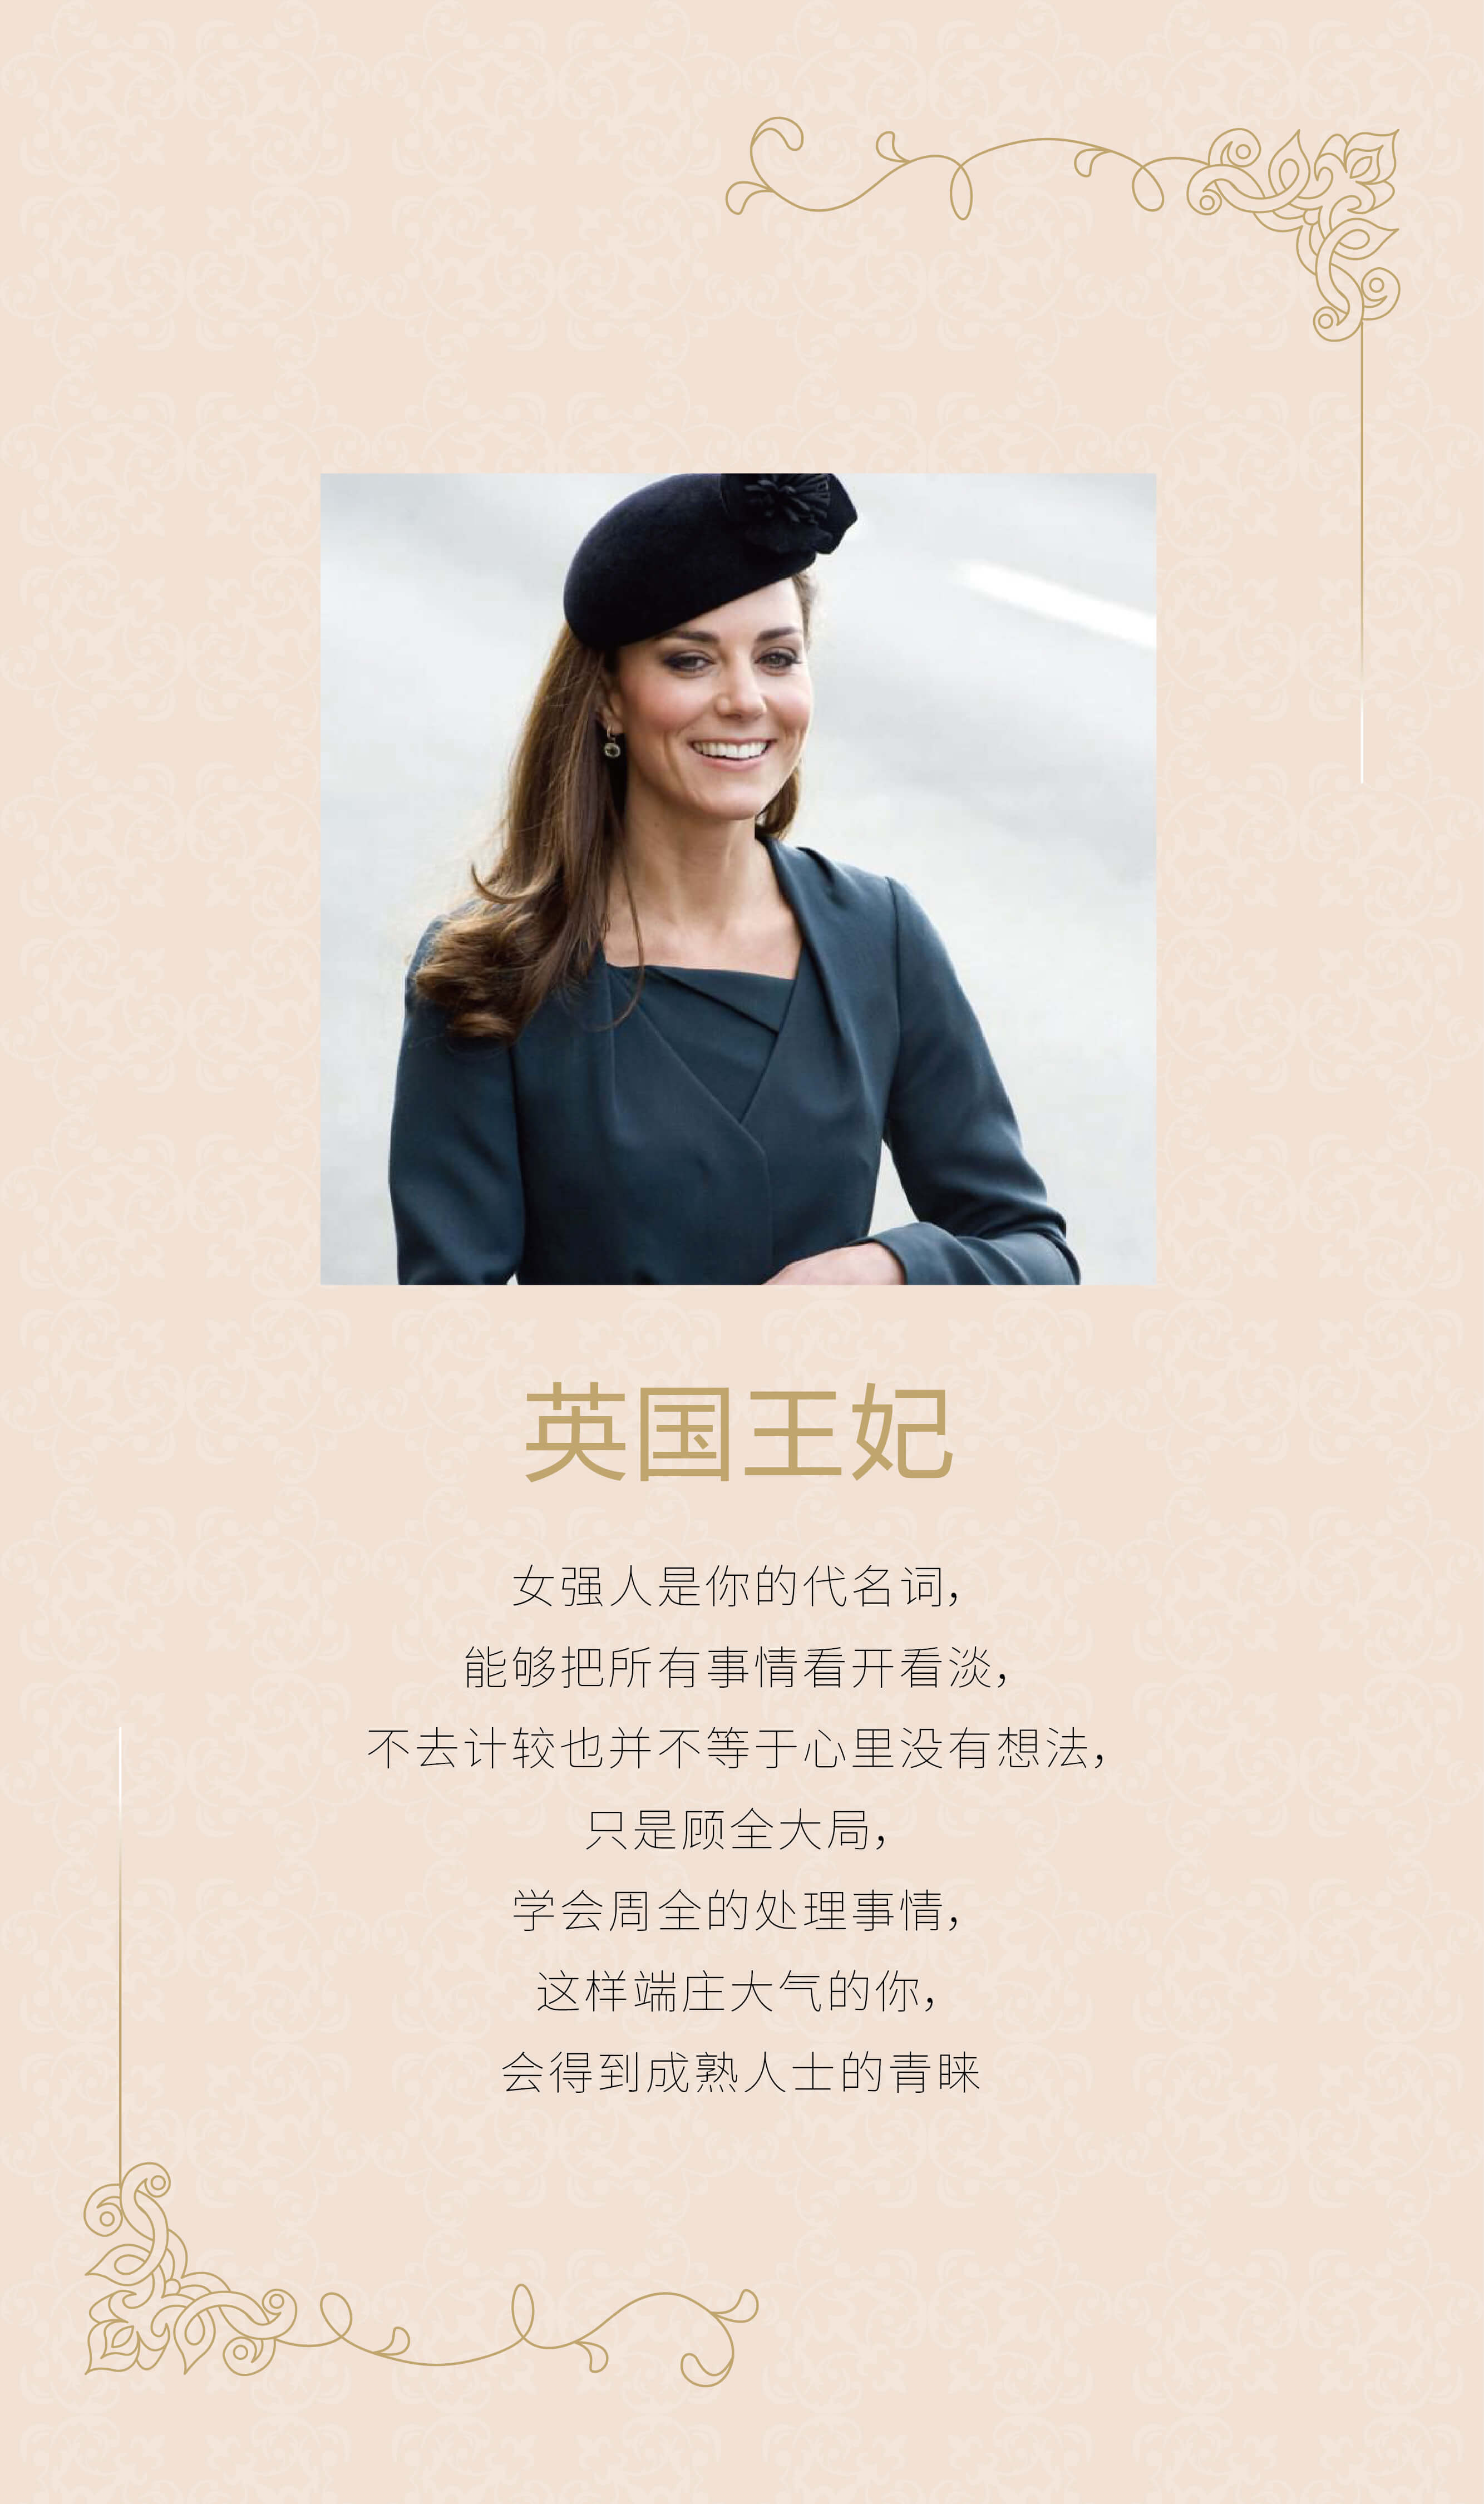 英国王妃
女强人是你的代名词，
能够把所有事情看开看淡，
不去计较也并不等于心里没有想法，
只是顾全大局，
学会周全的处理事情，
这样端庄大气的你，
会得到成熟人士的青睐